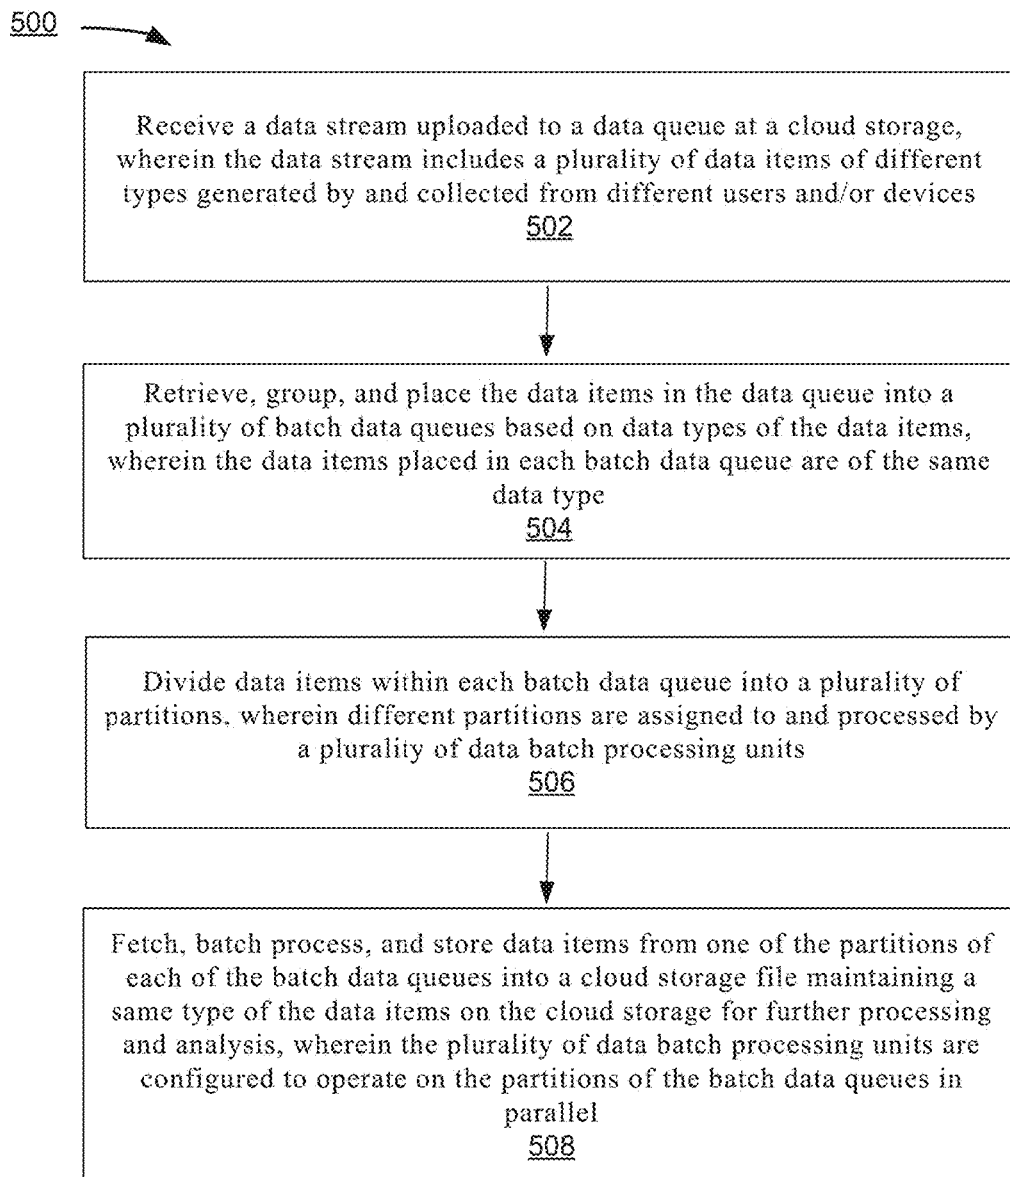 500
Receive a data stream uploaded to a data queue at a cloud storage,
wherein the data stream includes a plurality of data items of different
types generated by and collected from different users and/or devices
502
Retrieve, group, and place the data items in the data queue into a
plurality of batch data queues based on data types of the data items,
wherein the data items placed in each batch data queue are of the same
data type
504
Divide data items within each batch data queue into a plurality of
partitions, wherein different partitions are assigned to and processed by
a plurality of data batch processing units
506
Fetch, batch process, and store data items from one of the partitions of
each of the batch data queues into a cloud storage file maintaining a
same type of the data items on the cloud storage for further processing
and analysis, wherein the plurality of data batch processing units are
configured to operate on the partitions of the batch data queues in
parallel
508